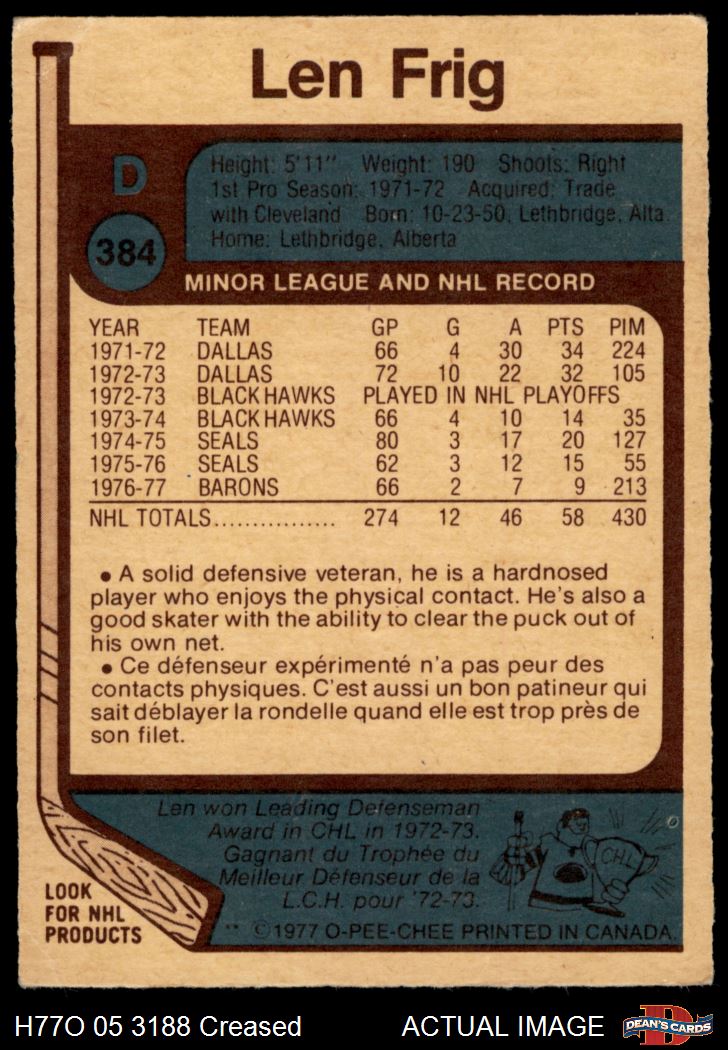 Len Frig
D
384
Height: 5'11" Weight: 190 Shoots: Right
1st Pro Season: 1971-72 Acquired: Trade
with Cleveland Born: 10-23-50, Lethbridge, Alta.
Home: Lethbridge, Alberta
MINOR LEAGUE AND NHL RECORD
YEAR TEAM GP G A PTS PIM
1971-72 DALLAS 66 4 30 34 224
1972-73 DALLAS 72 10 22 32 105
1972-73 BLACK HAWKS PLAYED IN NHL PLAYOFFS
1973-74 BLACK HAWKS 66 4 10 14 35
1974-75 SEALS 80 3 17 20 127
1975-76 SEALS 62 3 12 15 55
1976-77 BARONS 66 2 7 9 213
NHL TOTALS................ 274 12 46 58 430
• A solid defensive veteran, he is a hardnosed
player who enjoys the physical contact. He's also a
good skater with the ability to clear the puck out of
his own net.
• Ce défenseur expérimenté n'a pas peur des
contacts physiques. C'est aussi un bon patineur qui
sait déblayer la rondelle quand elle est trop près de
son filet.
Len won Leading Defenseman
Award in CHL in 1972-73.
Gagnant du Trophée du
Meilleur Défenseur de la
L.C.H. pour '72-73.
CHL
LOOK
FOR NHL
PRODUCTS
** ©1977 O-PEE-CHEE PRINTED IN CANADA.
H77O 05 3188 Creased ACTUAL IMAGE
D
DEAN'S CARDS